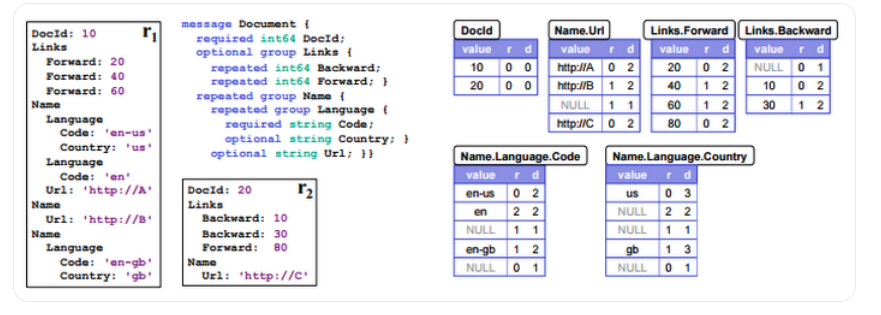 DocId: 10 r1
Links
Forward: 20
Forward: 40
Forward: 60
Name
Language
Code: 'en-us'
Country: 'us'
Language
Code: 'en'
Url: 'http://A'
Name
Url: 'http://B'
Name
Language
Code: 'en-gb'
Country: 'gb'
message Document {
required int64 DocId;
optional group Links {
repeated int64 Backward;
repeated int64 Forward; }
repeated group Name {
repeated group Language {
required string Code;
optional string Country; }
optional string Url; }}
DocId: 20 r2
Links
Backward: 10
Backward: 30
Forward: 80
Name
Url: 'http://C'
DocId
value r d
10 0 0
20 0 0
Name.Url
value r d
http://A 0 2
http://B 1 2
NULL 1 1
http://C 0 2
Links.Forward
value r d
20 0 2
40 1 2
60 1 2
80 0 2
Links.Backward
value r d
NULL 0 1
10 0 2
30 1 2
Name.Language.Code
value r d
en-us 0 2
en 2 2
NULL 1 1
en-gb 1 2
NULL 0 1
Name.Language.Country
value r d
us 0 3
NULL 2 2
NULL 1 1
gb 1 3
NULL 0 1